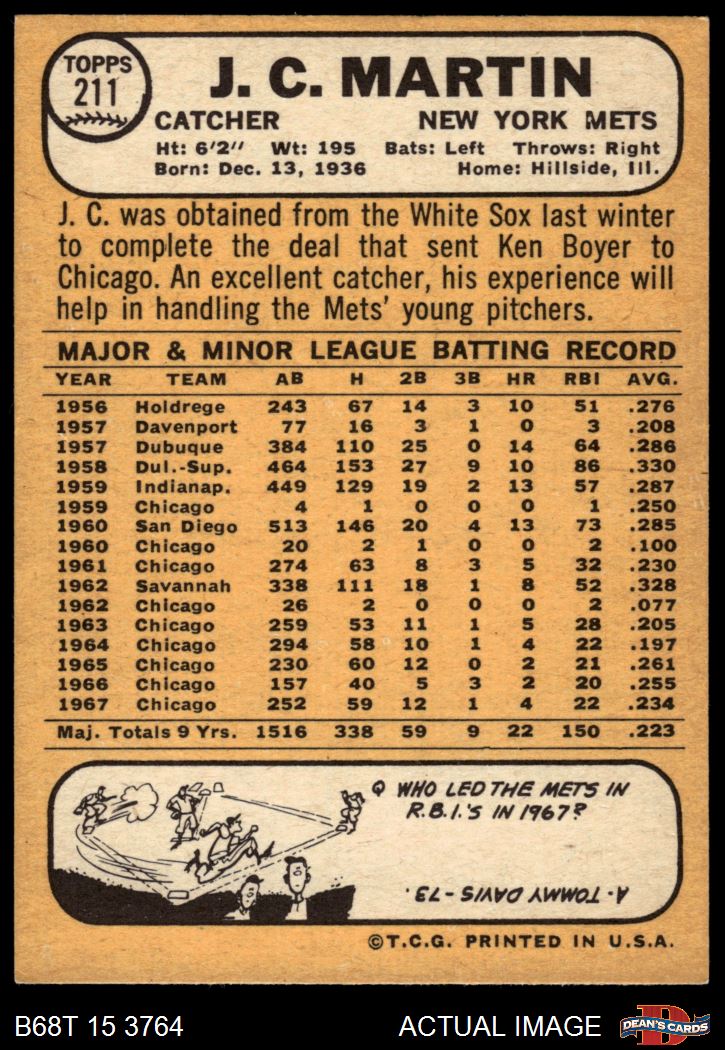 TOPPS
211
J. C. MARTIN
CATCHER NEW YORK METS
Ht: 6'2" Wt: 195 Bats: Left Throws: Right
Born: Dec. 13, 1936 Home: Hillside, Ill.
J. C. was obtained from the White Sox last winter
to complete the deal that sent Ken Boyer to
Chicago. An excellent catcher, his experience will
help in handling the Mets' young pitchers.
MAJOR & MINOR LEAGUE BATTING RECORD
YEAR TEAM AB H 2B 3B HR RBI AVG.
1956 Holdrege 243 67 14 3 10 51 .276
1957 Davenport 77 16 3 1 0 3 .208
1957 Dubuque 384 110 25 0 14 64 .286
1958 Dul.-Sup. 464 153 27 9 10 86 .330
1959 Indianap. 449 129 19 2 13 57 .287
1959 Chicago 4 1 0 0 0 1 .250
1960 San Diego 513 146 20 4 13 73 .285
1960 Chicago 20 2 1 0 0 2 .100
1961 Chicago 274 63 8 3 5 32 .230
1962 Savannah 338 111 18 1 8 52 .328
1962 Chicago 26 2 0 0 0 2 .077
1963 Chicago 259 53 11 1 5 28 .205
1964 Chicago 294 58 10 1 4 22 .197
1965 Chicago 230 60 12 0 2 21 .261
1966 Chicago 157 40 5 3 2 20 .255
1967 Chicago 252 59 12 1 4 22 .234
Maj. Totals 9 Yrs. 1516 338 59 9 22 150 .223
Q WHO LED THE METS IN
R.B.I.'S IN 1967?
A- TOMMY DAVIS -73.
©T.C.G. PRINTED IN U.S.A.
B68T 15 3764 ACTUAL IMAGE DEAN'S CARDS